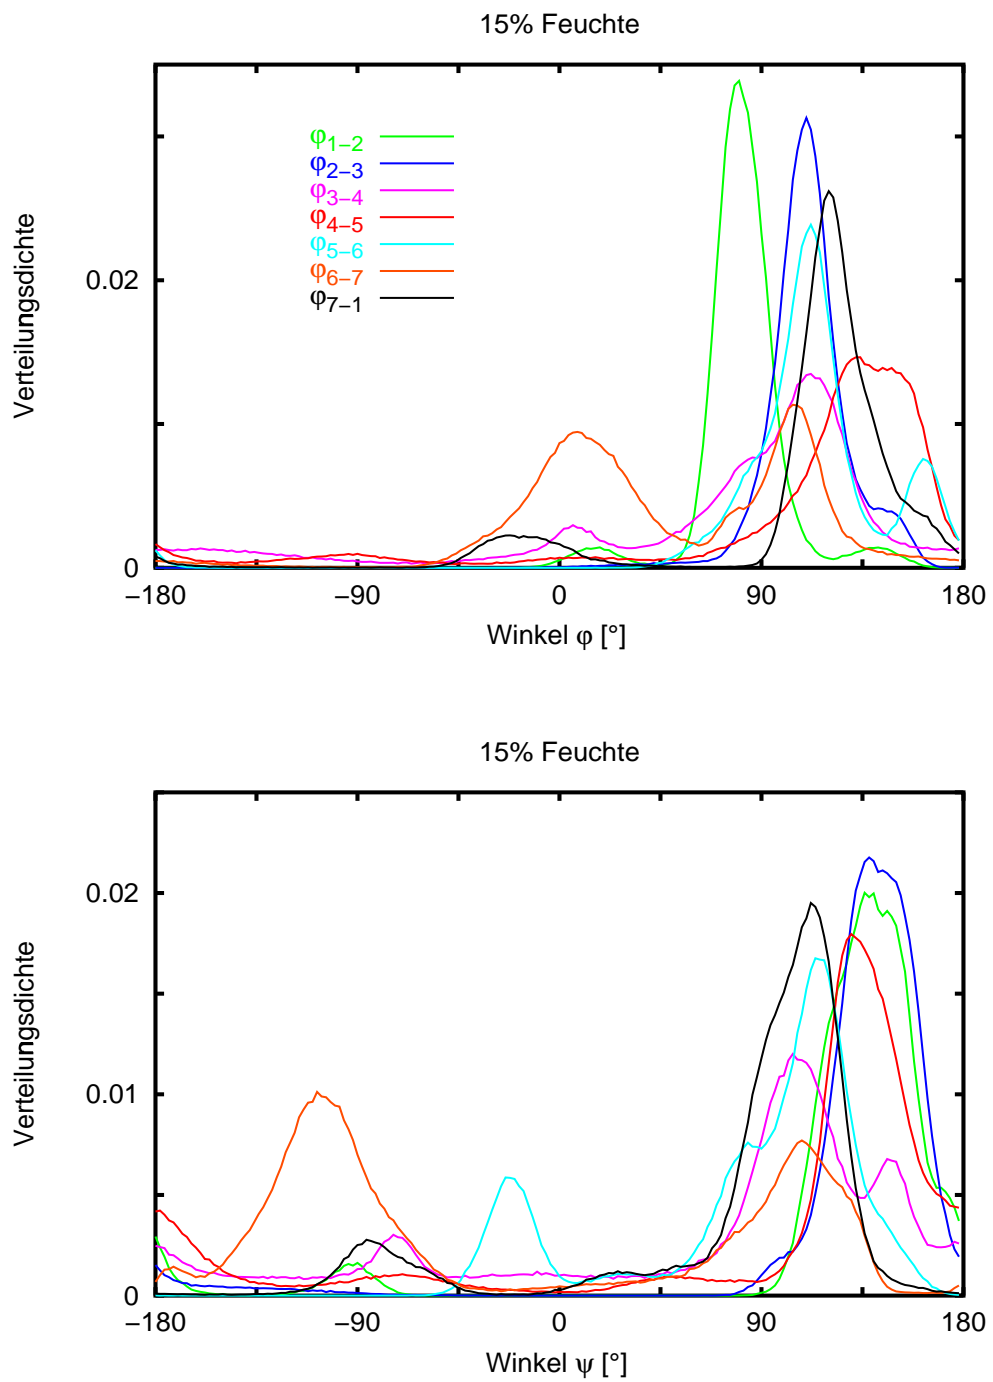 15% Feuchte
φ1−2
φ2−3
φ3−4
φ4−5
φ5−6
φ6−7
φ7−1
Verteilungsdichte
0.02
0
−180 −90 0 90 180
Winkel φ [°]
15% Feuchte
Verteilungsdichte
0.02
0.01
0
−180 −90 0 90 180
Winkel ψ [°]